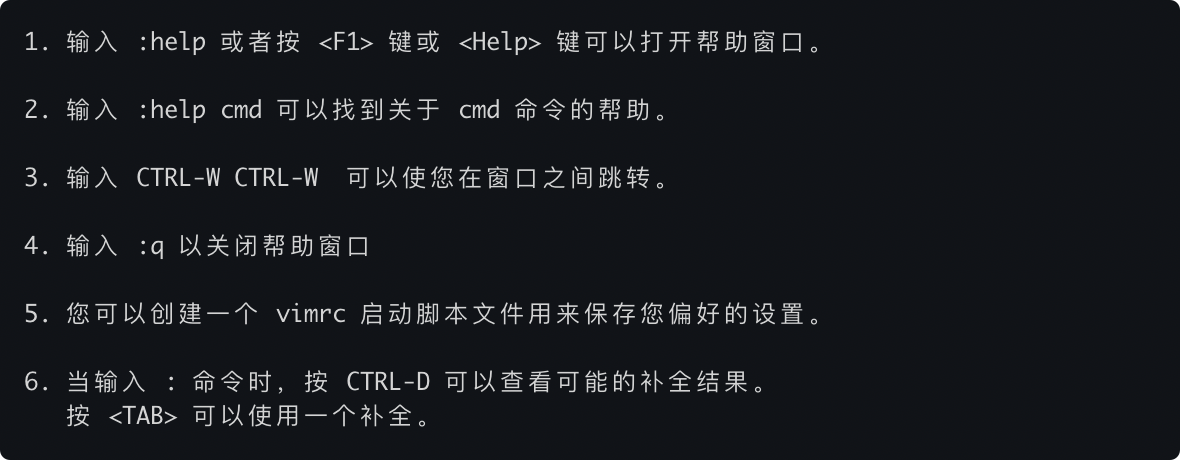 1. 输入 :help 或者按 <F1> 键或 <Help> 键可以打开帮助窗口。
2. 输入 :help cmd 可以找到关于 cmd 命令的帮助。
3. 输入 CTRL-W CTRL-W  可以使您在窗口之间跳转。
4. 输入 :q 以关闭帮助窗口
5. 您可以创建一个 vimrc 启动脚本文件用来保存您偏好的设置。
6. 当输入 : 命令时，按 CTRL-D 可以查看可能的补全结果。
按 <TAB> 可以使用一个补全。